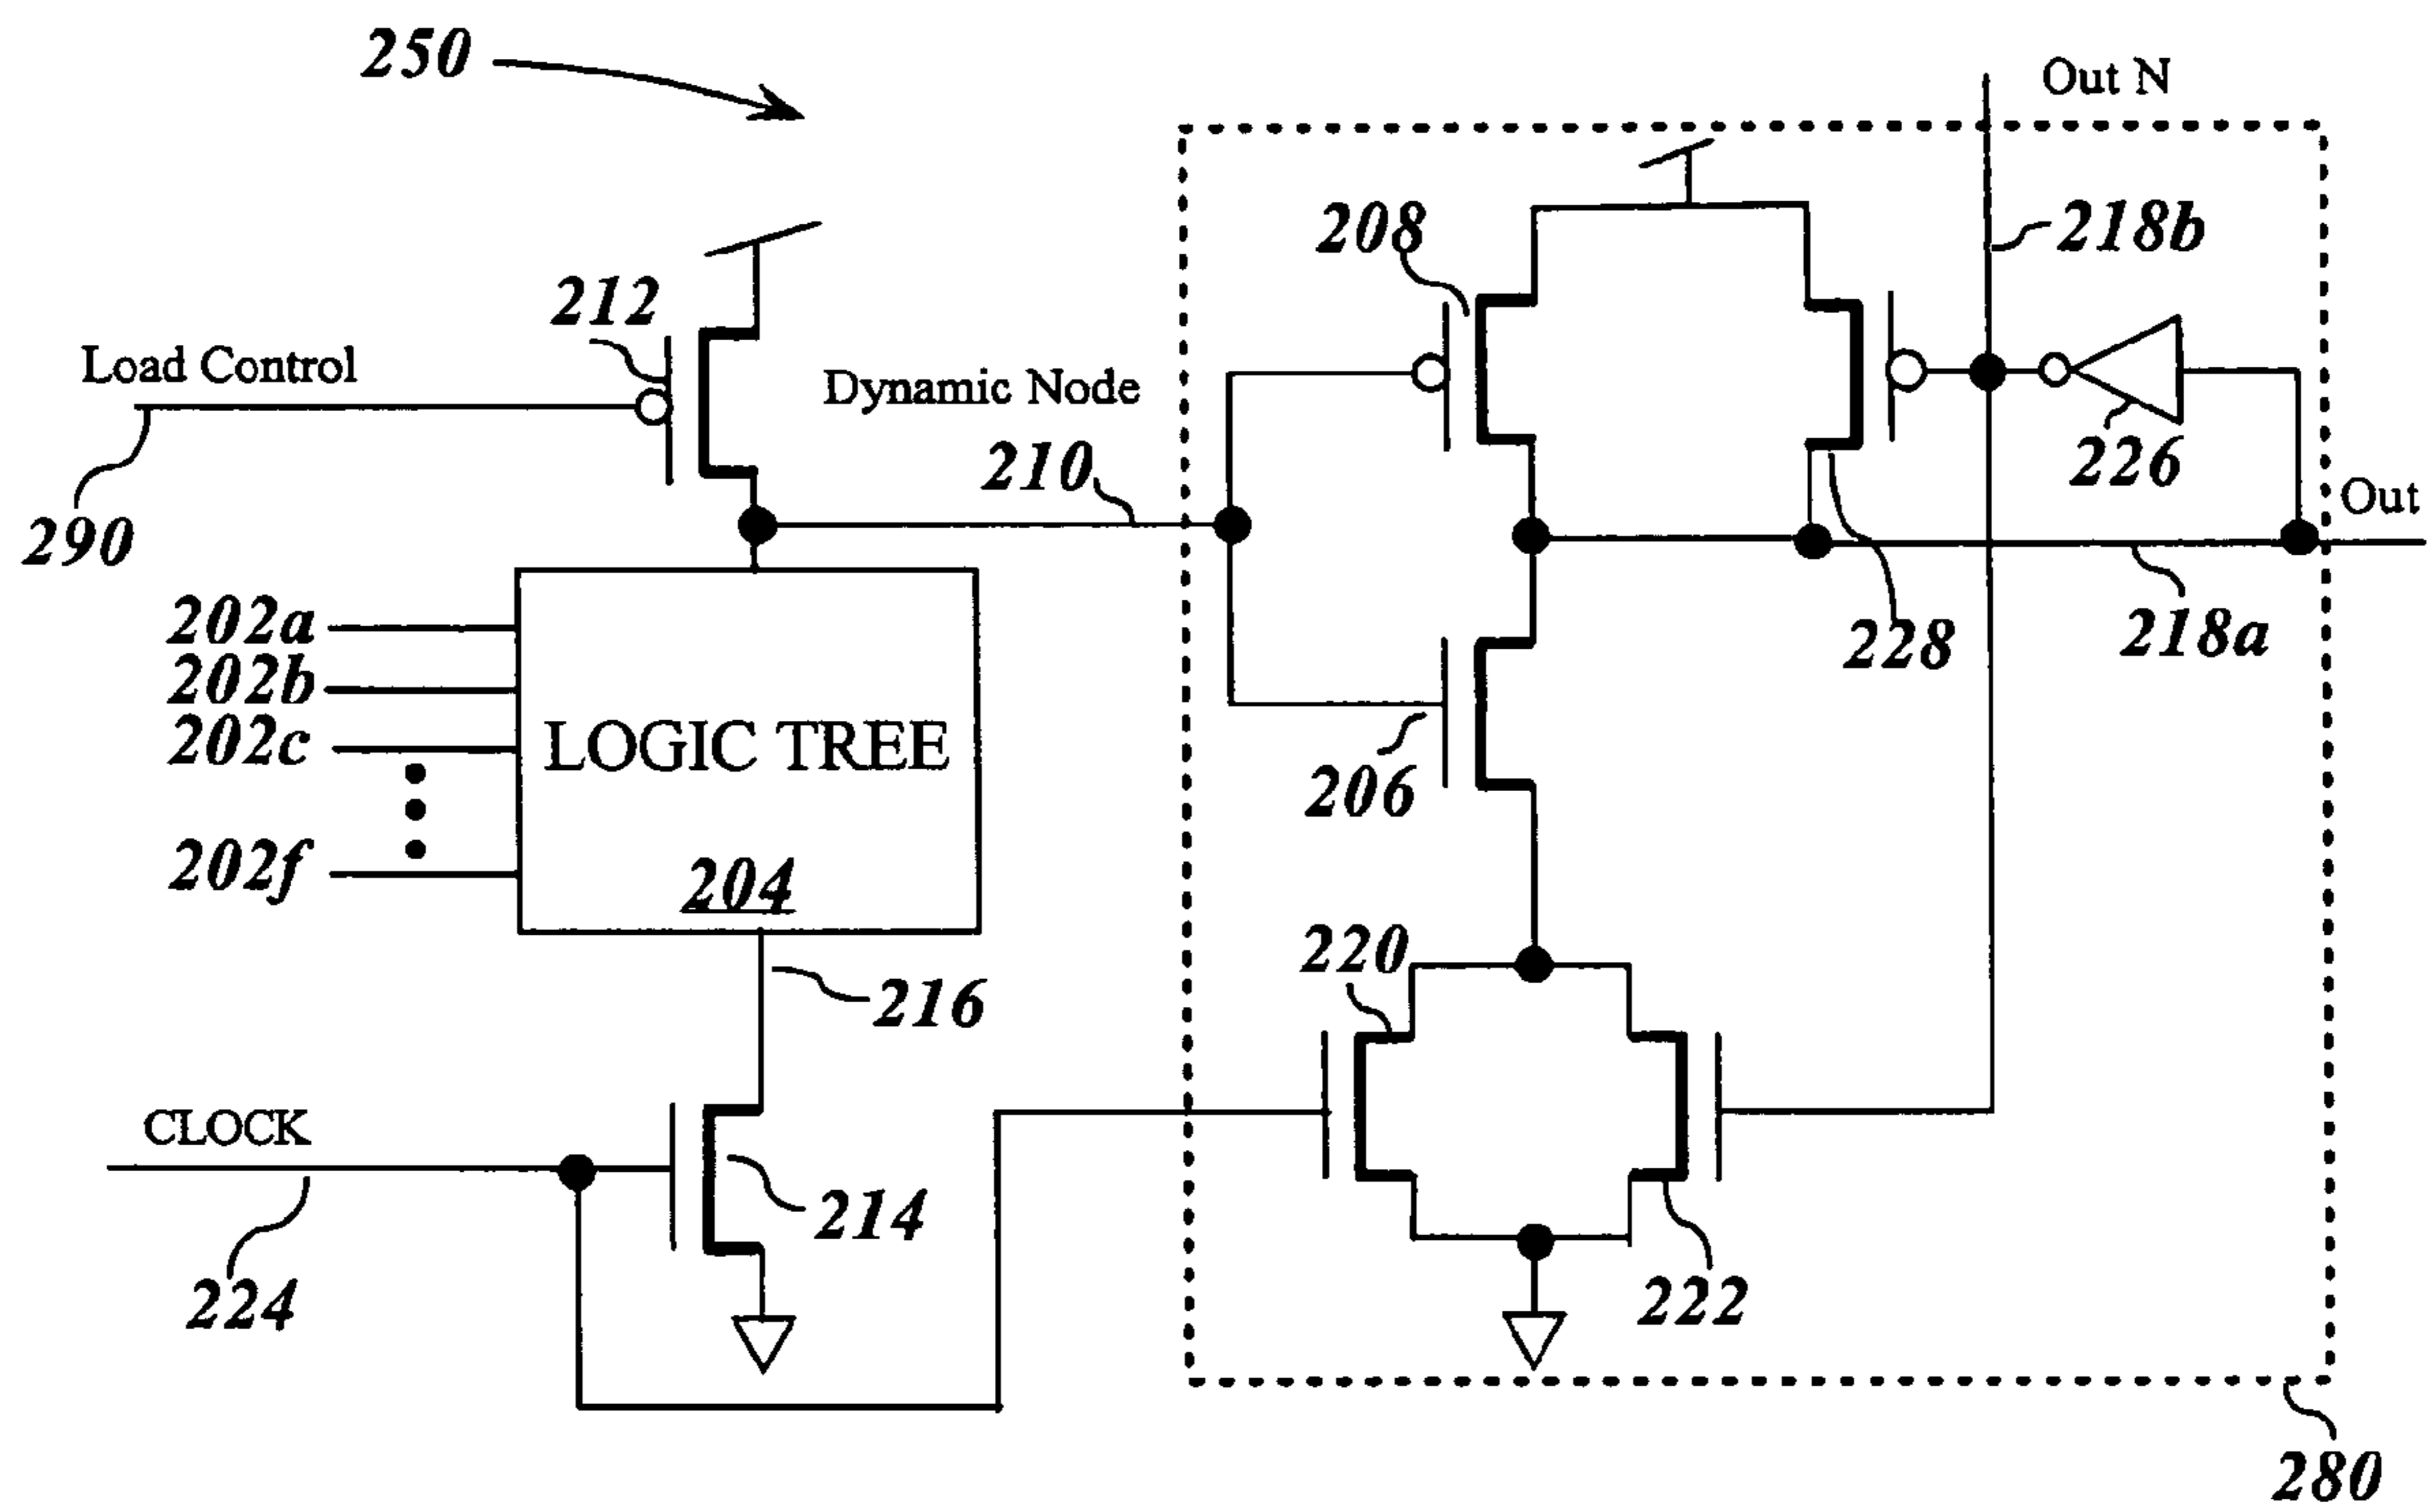 250
Out N
208
218b
212
Load Control
Dynamic Node
226
210
Out
290
202a
228
218a
202b
202c
LOGIC TREE
206
202f
204
220
216
CLOCK
214
224
222
280